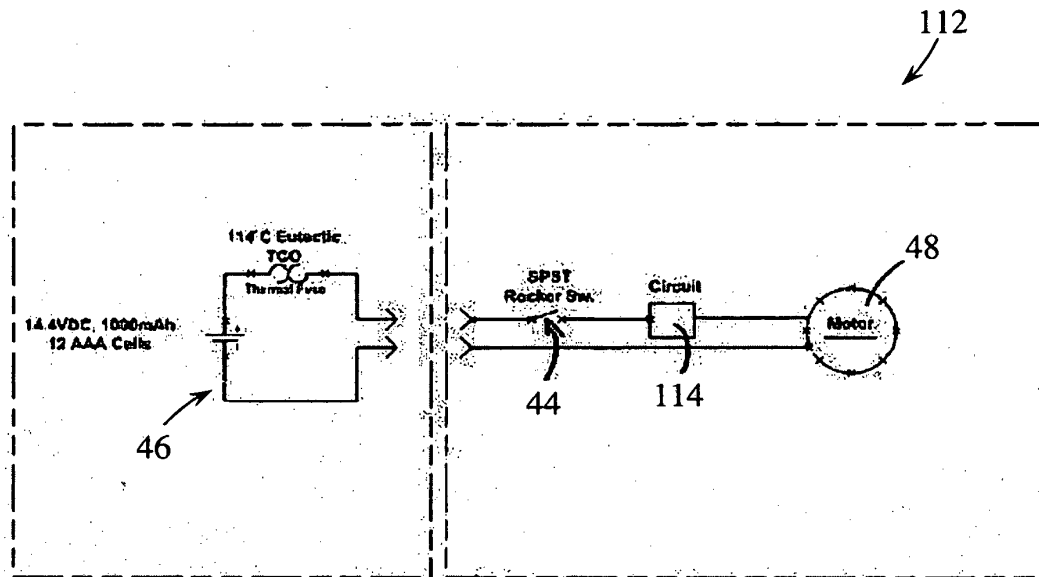 112
114°C Eutectic
TCO
Thermal Fuse
14.4VDC, 1000mAh
12 AAA Cells
46
SPST
Rocker Sw.
44
Circuit
114
48
Motor